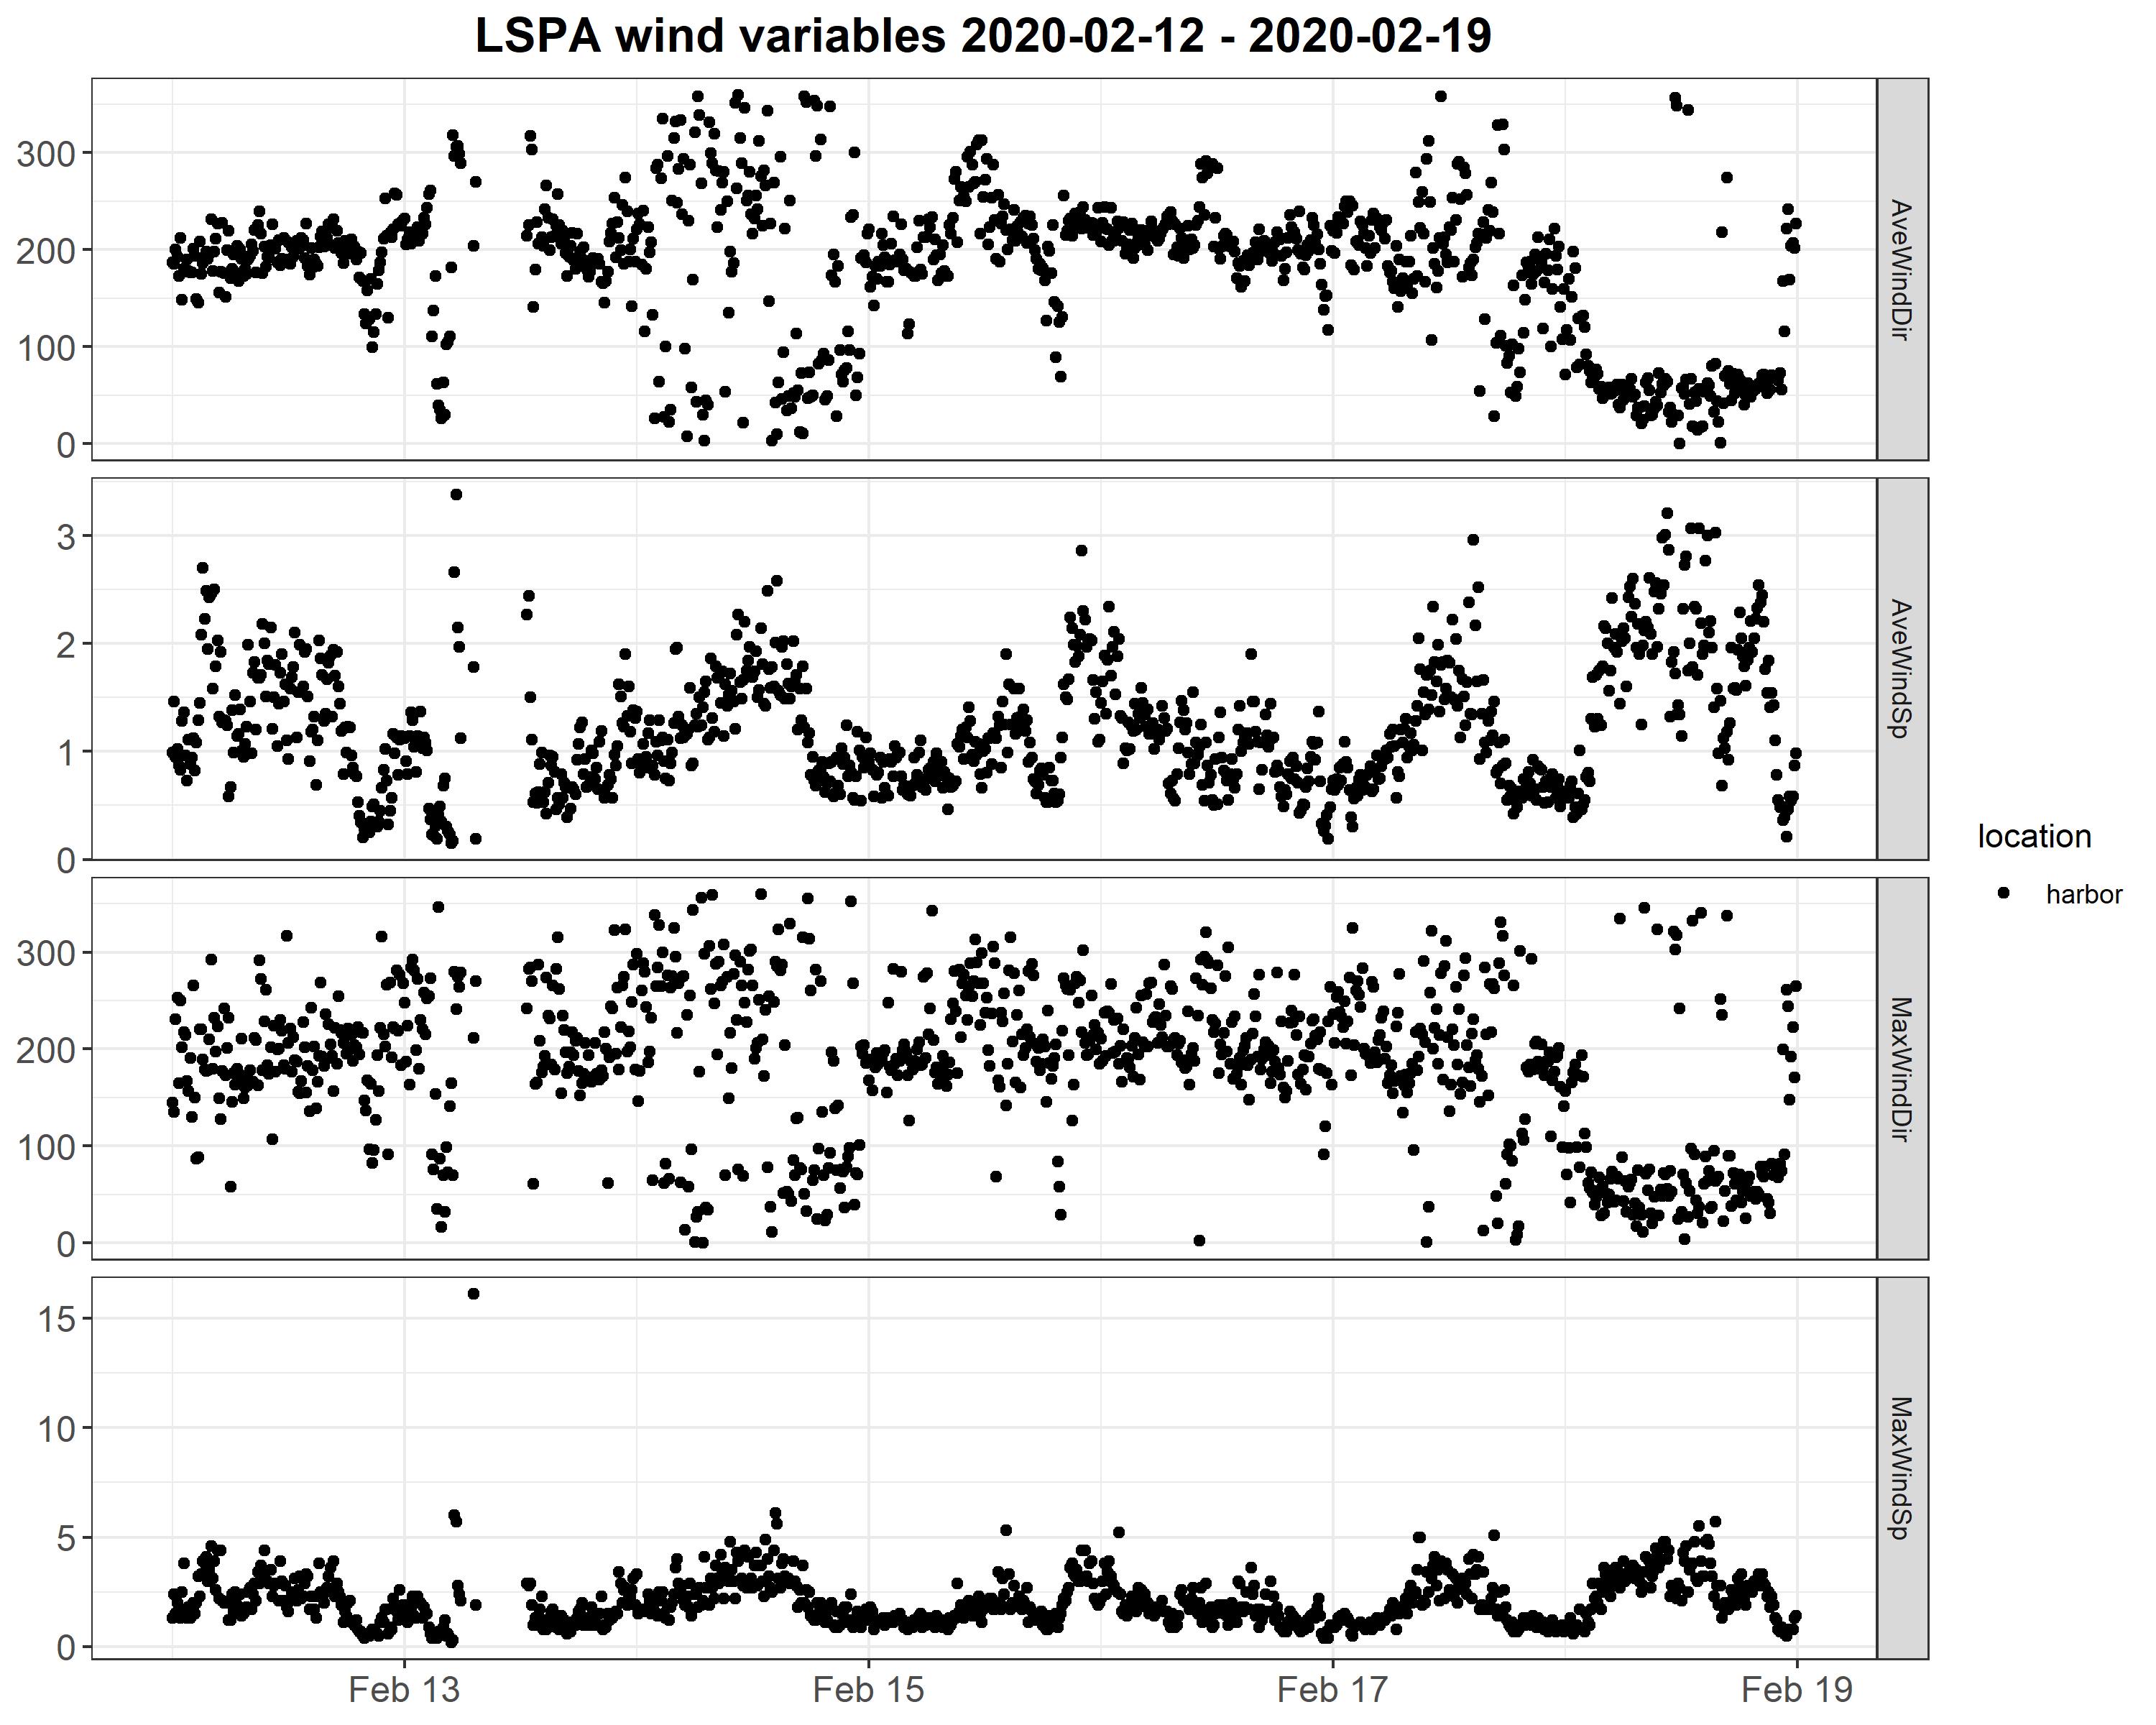 LSPA wind variables 2020-02-12 - 2020-02-19
300
200
100
0
AveWindDir
3
2
1
0
AveWindSp
300
200
100
0
MaxWindDir
15
10
5
0
MaxWindSp
Feb 13
Feb 15
Feb 17
Feb 19
location
harbor